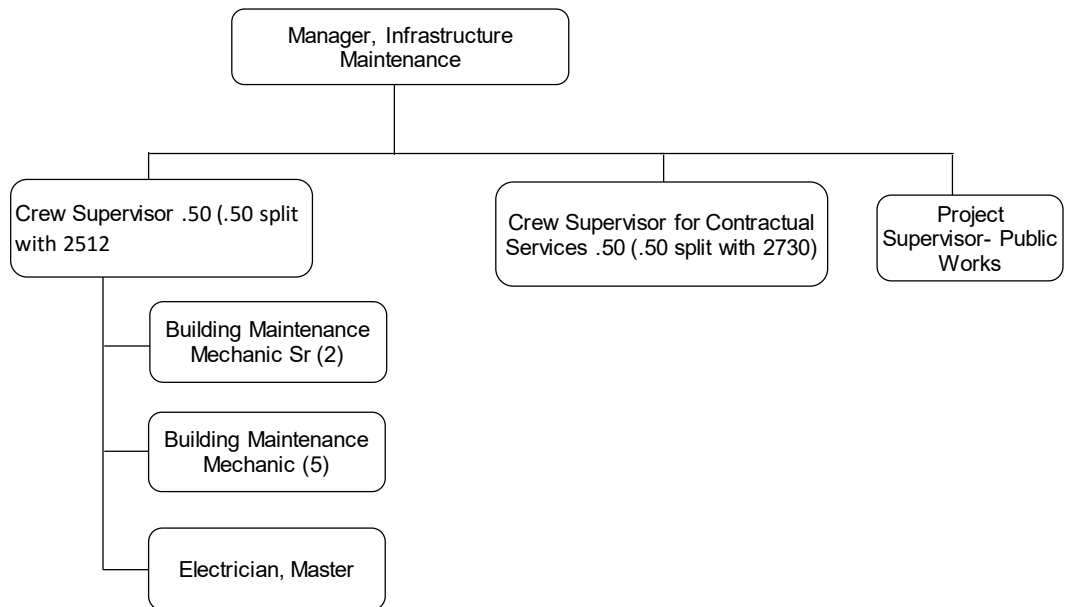 Manager, Infrastructure
Maintenance
Crew Supervisor .50 (.50 split
with 2512
Crew Supervisor for Contractual
Services .50 (.50 split with 2730)
Project
Supervisor- Public
Works
Building Maintenance
Mechanic Sr (2)
Building Maintenance
Mechanic (5)
Electrician, Master